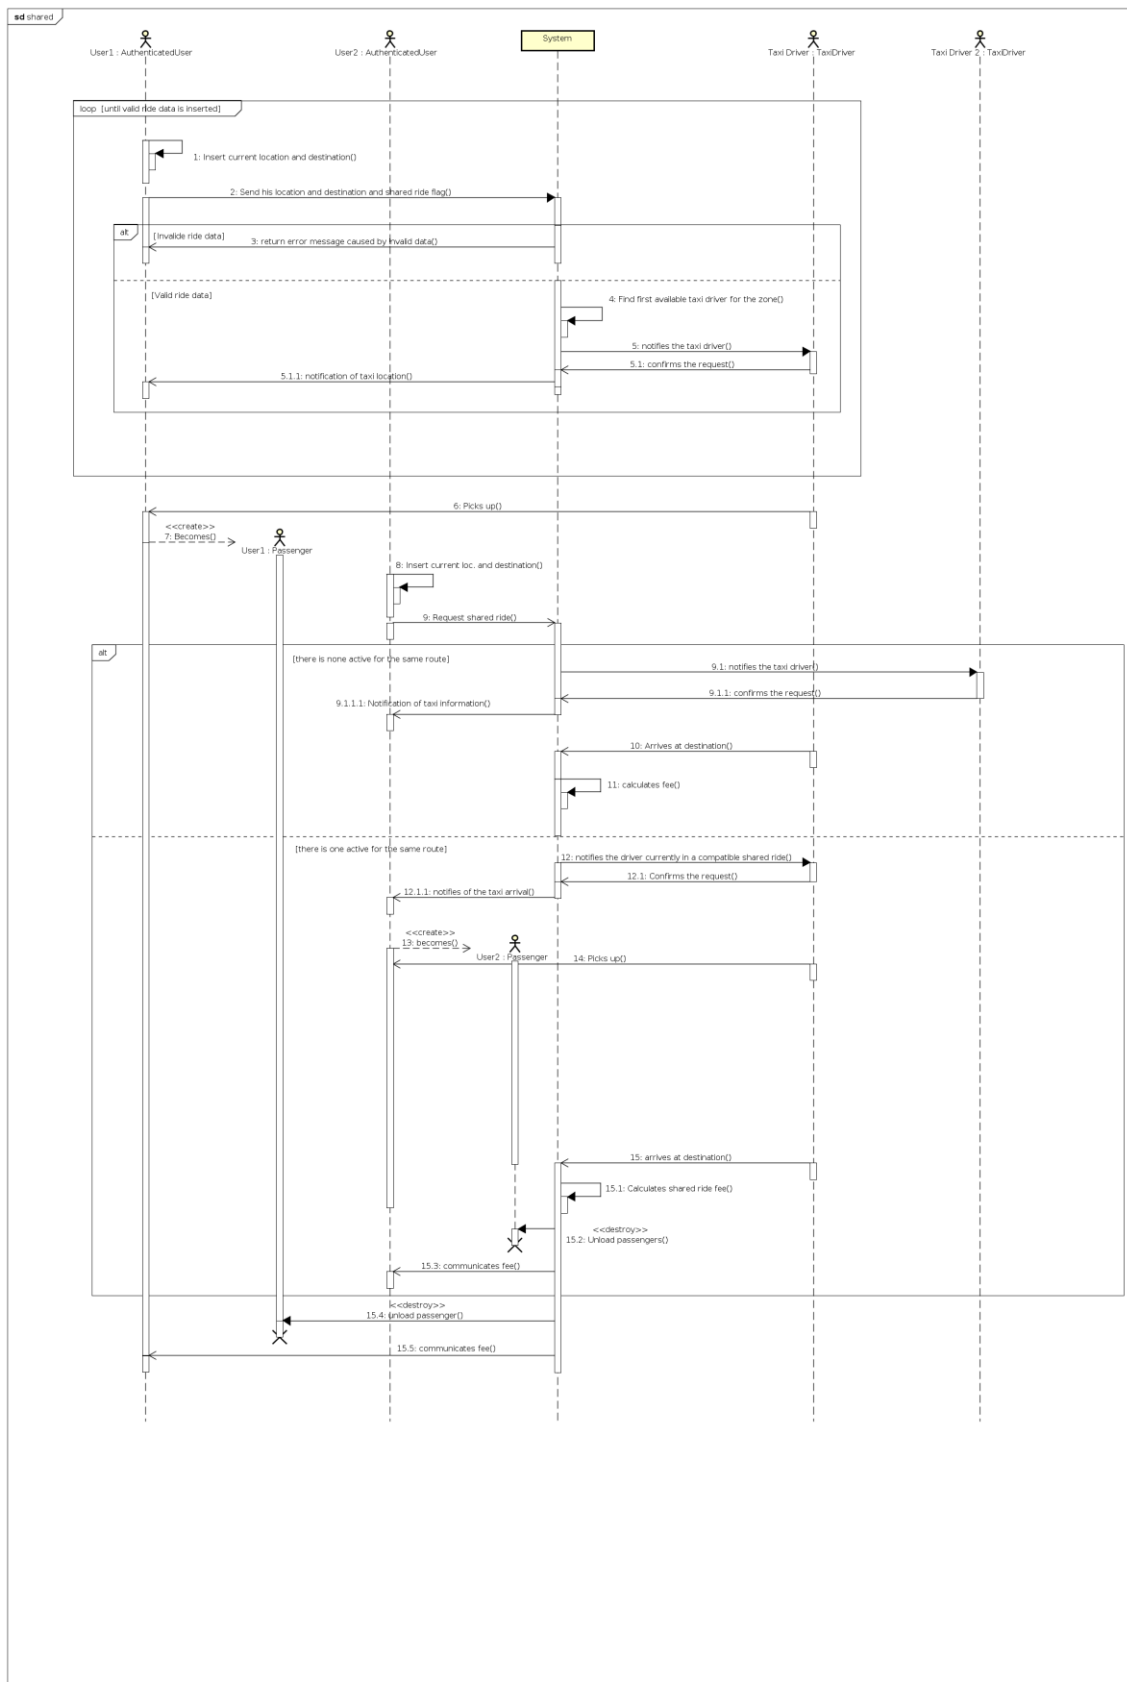 sd shared
User1 : AuthenticatedUser
User2 : AuthenticatedUser
System
Taxi Driver : TaxiDriver
Taxi Driver 2 : TaxiDriver
loop [until valid ride data is inserted]
1: Insert current location and destination()
2: Send his location and destination and shared ride flag()
alt
[Invalide ride data]
3: return error message caused by invalid data()
[Valid ride data]
4: Find first available taxi driver for the zone()
5: notifies the taxi driver()
5.1: confirms the request()
5.1.1: notification of taxi location()
6: Picks up()
<<create>>
7: Becomes()
User1 : Passenger
8: Insert current loc. and destination()
9: Request shared ride()
alt
[there is none active for the same route]
9.1: notifies the taxi driver()
9.1.1: confirms the request()
9.1.1.1: Notification of taxi information()
10: Arrives at destination()
11: calculates fee()
[there is one active for the same route]
12: notifies the driver currently in a compatible shared ride()
12.1: Confirms the request()
12.1.1: notifies of the taxi arrival()
<<create>>
13: becomes()
User2 : Passenger
14: Picks up()
15: arrives at destination()
15.1: Calculates shared ride fee()
<<destroy>>
15.2: Unload passengers()
15.3: communicates fee()
<<destroy>>
15.4: unload passenger()
15.5: communicates fee()